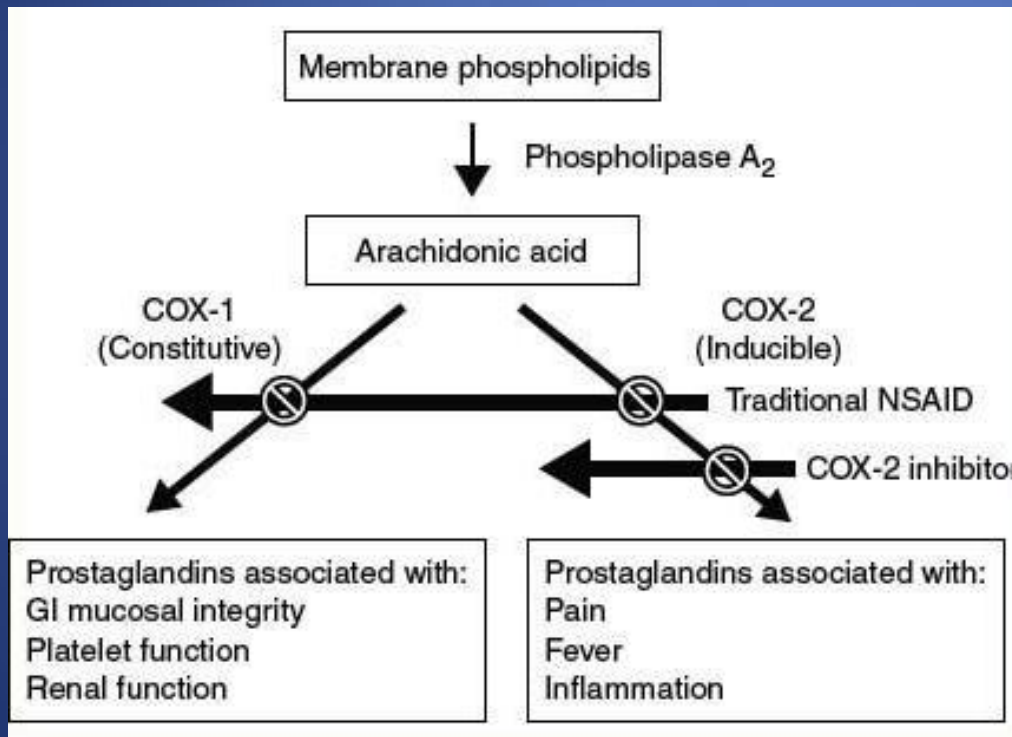 Membrane phospholipids
Phospholipase A2
Arachidonic acid
COX-1
(Constitutive)
COX-2
(Inducible)
Traditional NSAID
COX-2 inhibitor
Prostaglandins associated with:
GI mucosal integrity
Platelet function
Renal function
Prostaglandins associated with:
Pain
Fever
Inflammation